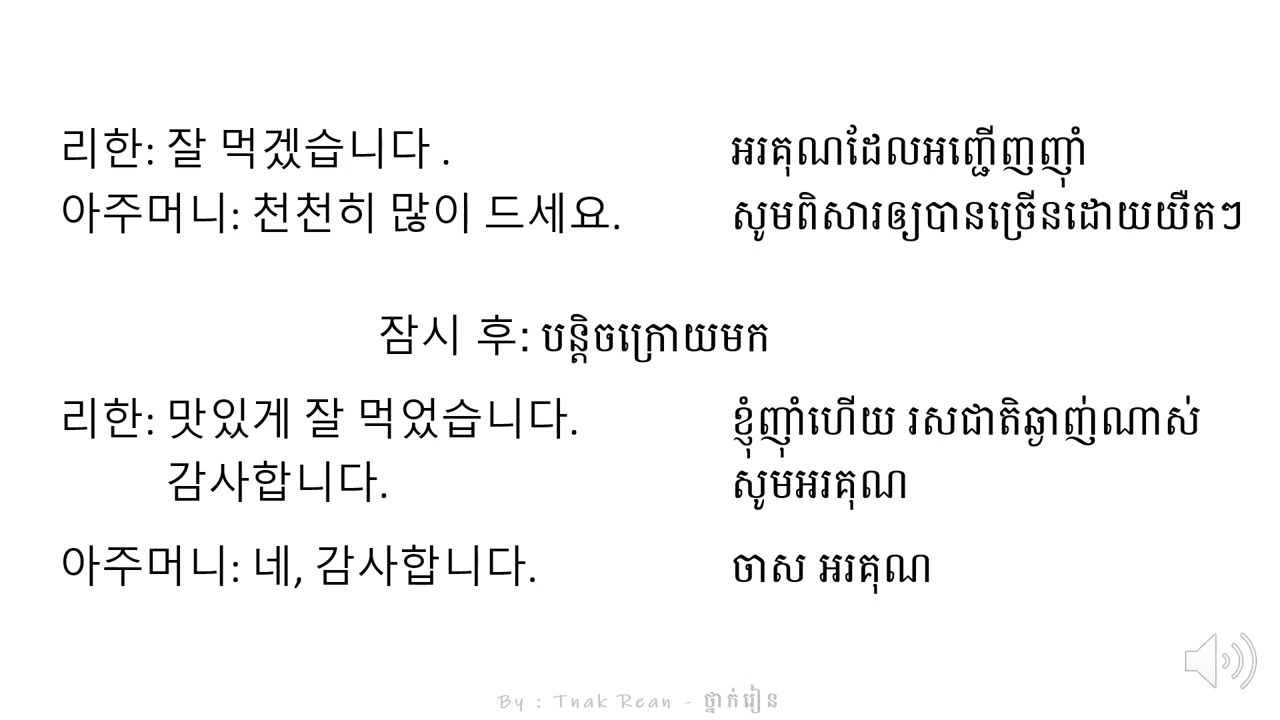 리한: 잘 먹겠습니다 . អរគុណដែលអញ្ជើញញ៉ាំ
아주머니: 천천히 많이 드세요. សូមពិសារឲ្យបានច្រើនដោយយឺតៗ
잠시 후: បន្តិចក្រោយមក
리한: 맛있게 잘 먹었습니다. ខ្ញុំញ៉ាំហើយ រសជាតិឆ្ងាញ់ណាស់
감사합니다. សូមអរគុណ
아주머니: 네, 감사합니다. ចាស អរគុណ
By : Tnak Rean - ថ្នាក់រៀន